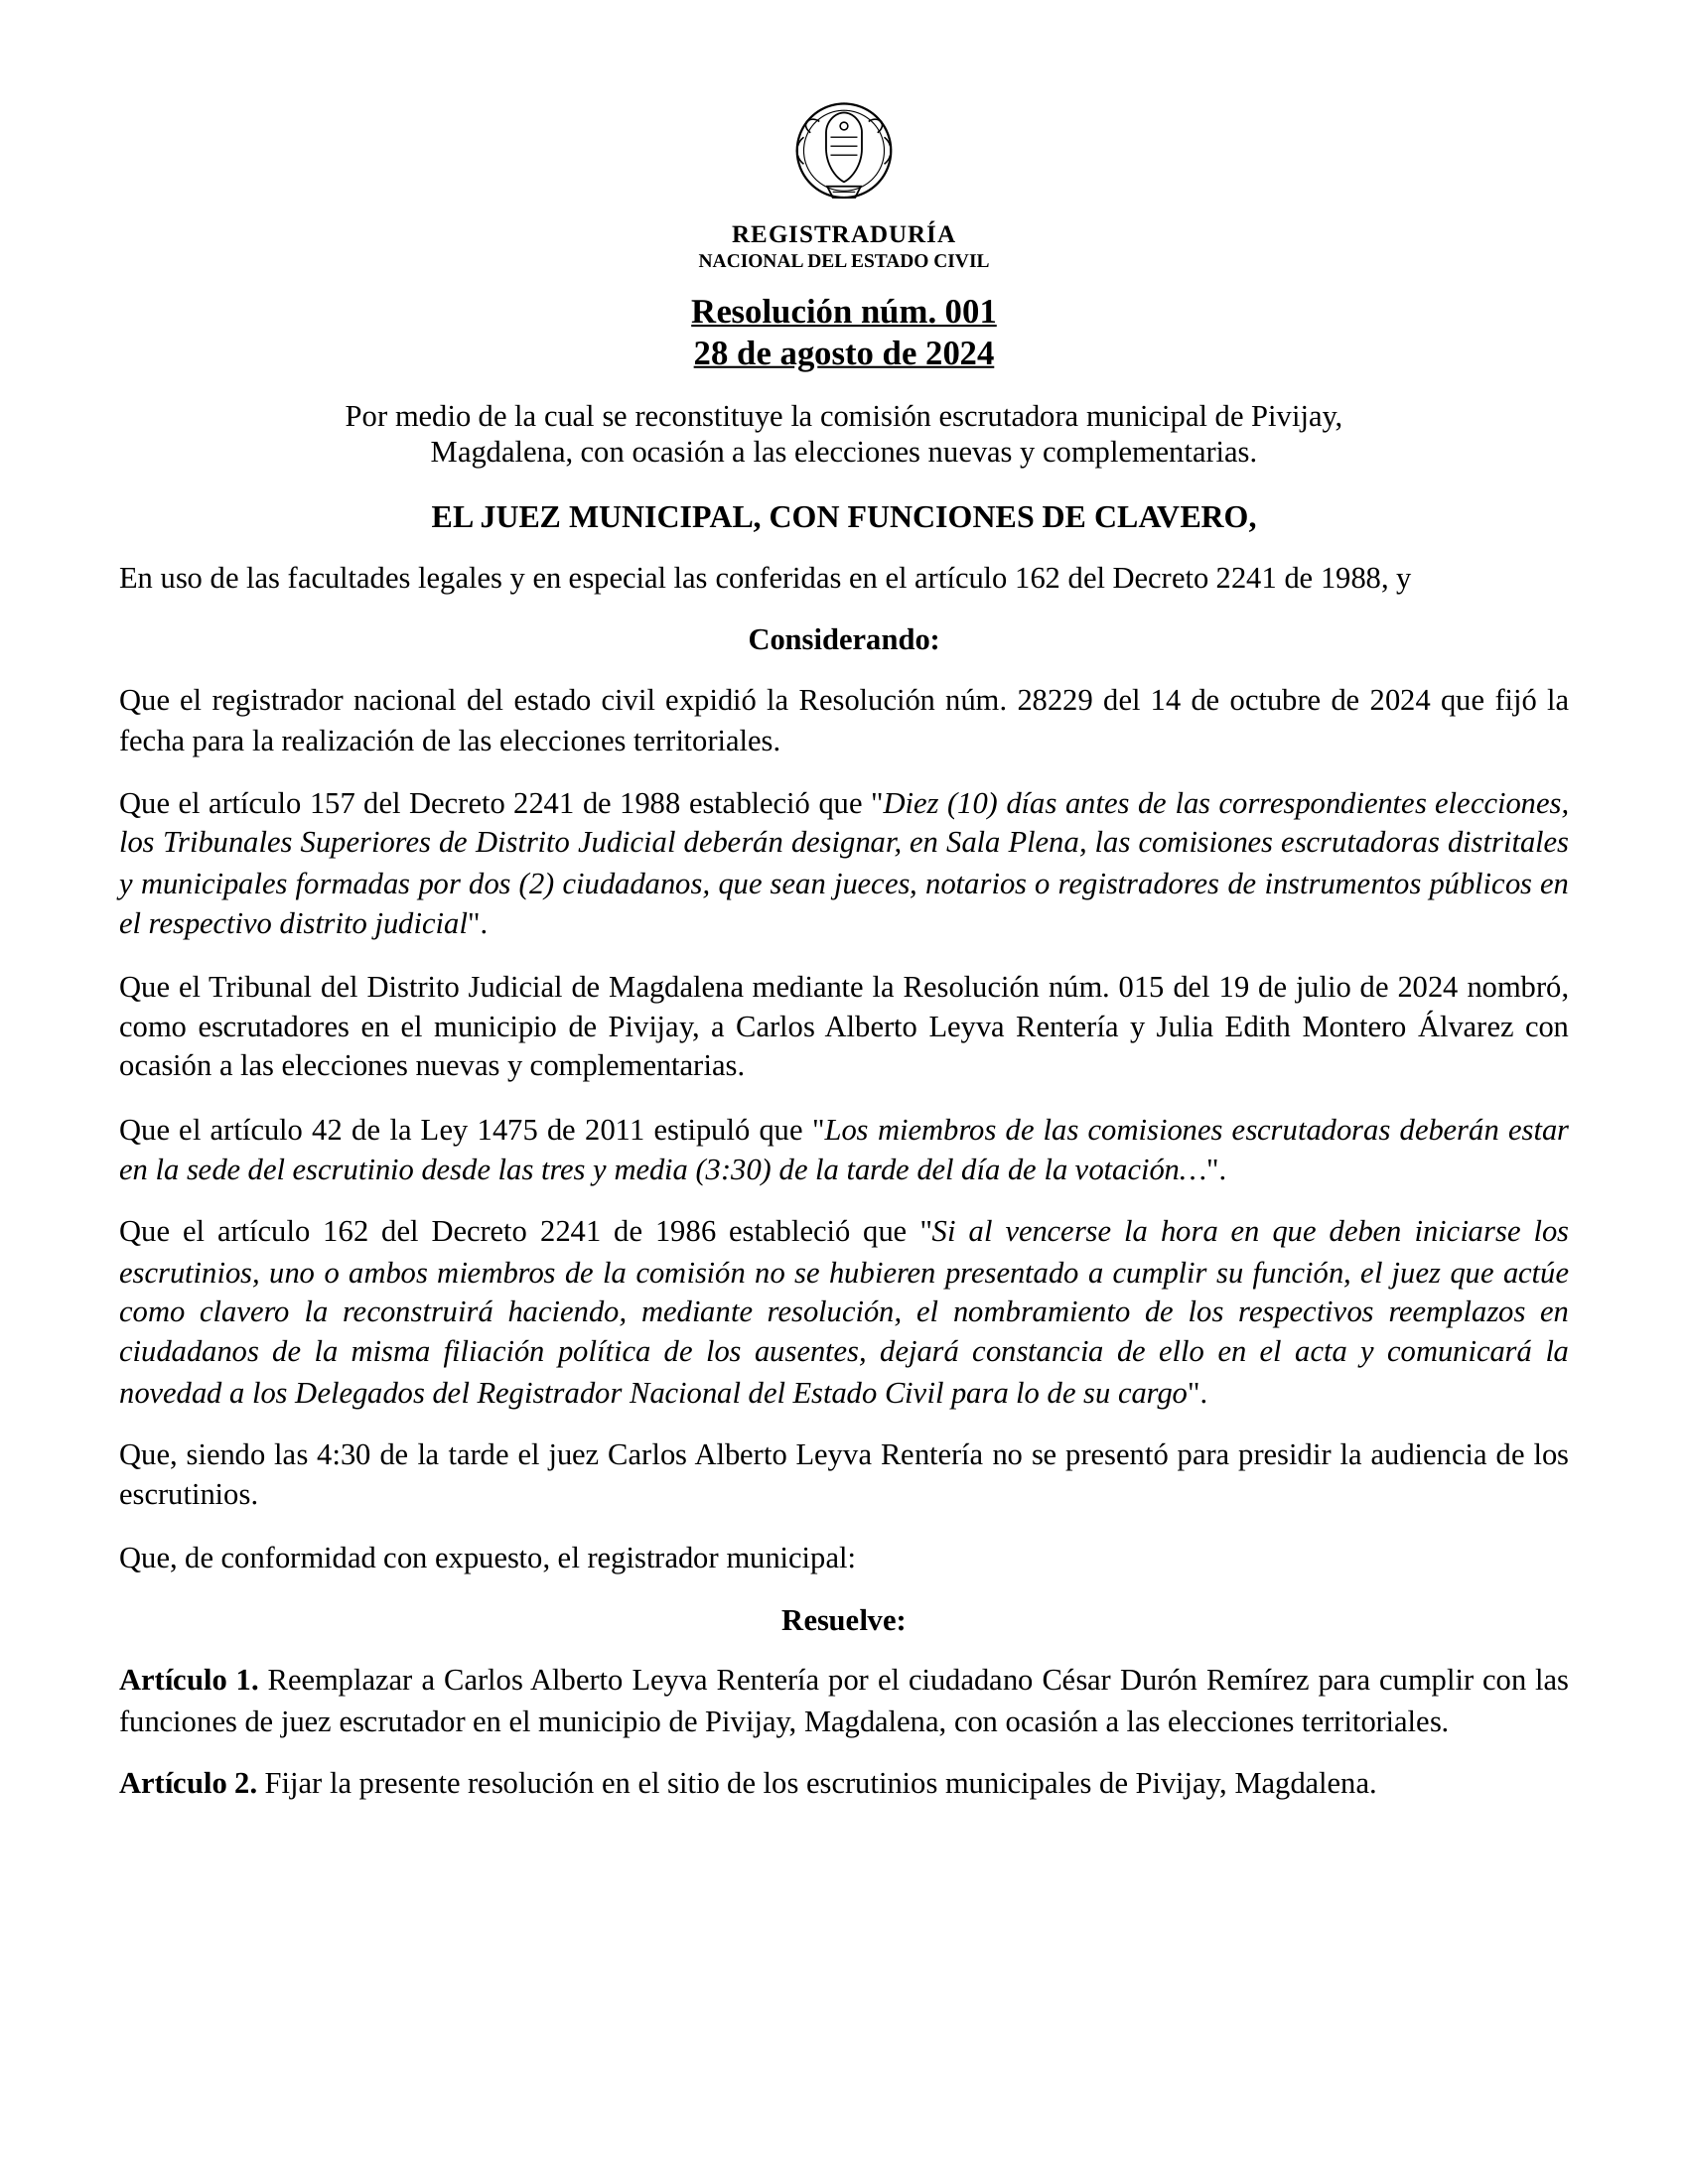 REGISTRADURÍA
NACIONAL DEL ESTADO CIVIL
Resolución núm. 001
28 de agosto de 2024
Por medio de la cual se reconstituye la comisión escrutadora municipal de Pivijay,
Magdalena, con ocasión a las elecciones nuevas y complementarias.
EL JUEZ MUNICIPAL, CON FUNCIONES DE CLAVERO,
En uso de las facultades legales y en especial las conferidas en el artículo 162 del Decreto 2241 de 1988, y
Considerando:
Que el registrador nacional del estado civil expidió la Resolución núm. 28229 del 14 de octubre de 2024 que fijó la
fecha para la realización de las elecciones territoriales.
Que el artículo 157 del Decreto 2241 de 1988 estableció que "Diez (10) días antes de las correspondientes elecciones,
los Tribunales Superiores de Distrito Judicial deberán designar, en Sala Plena, las comisiones escrutadoras distritales
y municipales formadas por dos (2) ciudadanos, que sean jueces, notarios o registradores de instrumentos públicos en
el respectivo distrito judicial".
Que el Tribunal del Distrito Judicial de Magdalena mediante la Resolución núm. 015 del 19 de julio de 2024 nombró,
como escrutadores en el municipio de Pivijay, a Carlos Alberto Leyva Rentería y Julia Edith Montero Álvarez con
ocasión a las elecciones nuevas y complementarias.
Que el artículo 42 de la Ley 1475 de 2011 estipuló que "Los miembros de las comisiones escrutadoras deberán estar
en la sede del escrutinio desde las tres y media (3:30) de la tarde del día de la votación…".
Que el artículo 162 del Decreto 2241 de 1986 estableció que "Si al vencerse la hora en que deben iniciarse los
escrutinios, uno o ambos miembros de la comisión no se hubieren presentado a cumplir su función, el juez que actúe
como clavero la reconstruirá haciendo, mediante resolución, el nombramiento de los respectivos reemplazos en
ciudadanos de la misma filiación política de los ausentes, dejará constancia de ello en el acta y comunicará la
novedad a los Delegados del Registrador Nacional del Estado Civil para lo de su cargo".
Que, siendo las 4:30 de la tarde el juez Carlos Alberto Leyva Rentería no se presentó para presidir la audiencia de los
escrutinios.
Que, de conformidad con expuesto, el registrador municipal:
Resuelve:
Artículo 1. Reemplazar a Carlos Alberto Leyva Rentería por el ciudadano César Durón Remírez para cumplir con las
funciones de juez escrutador en el municipio de Pivijay, Magdalena, con ocasión a las elecciones territoriales.
Artículo 2. Fijar la presente resolución en el sitio de los escrutinios municipales de Pivijay, Magdalena.